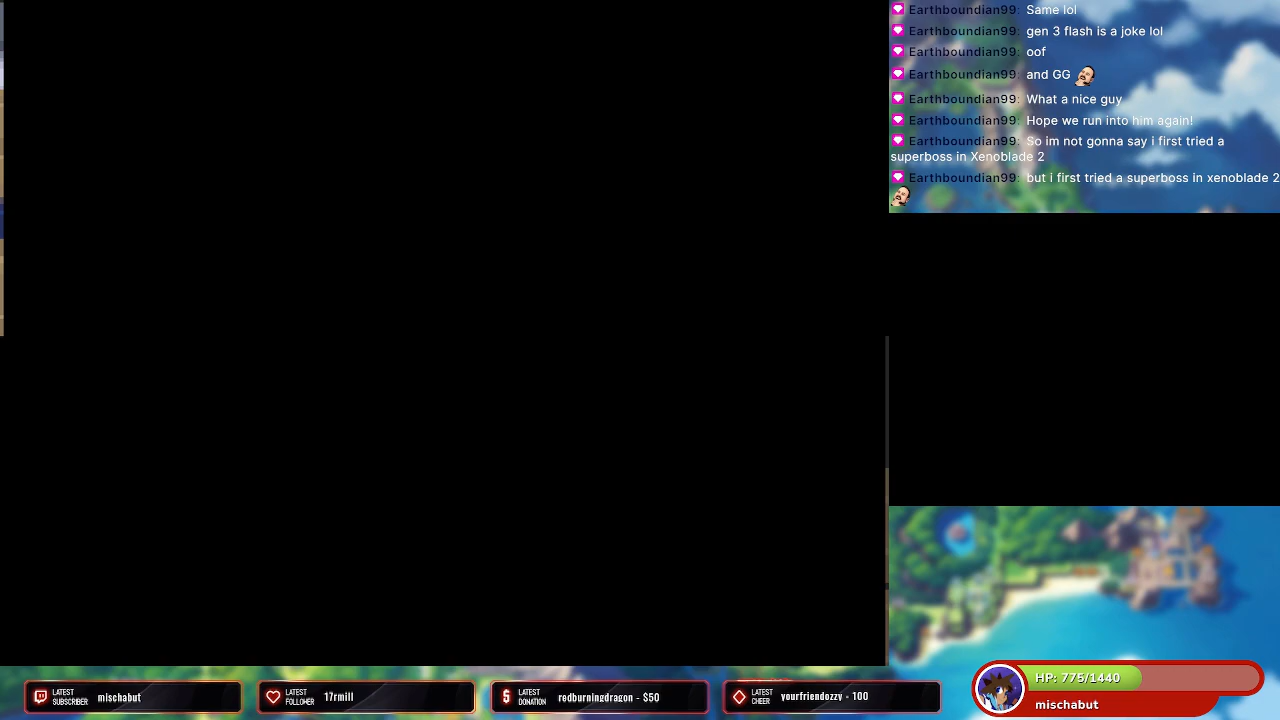 Earthboundian99: Same lol
Earthboundian99: gen 3 flash is a joke lol
Earthboundian99: oof
Earthboundian99: and GG
Earthboundian99: What a nice guy
Earthboundian99: Hope we run into him again!
Earthboundian99: So im not gonna say i first tried a
superboss in Xenoblade 2
Earthboundian99: but i first tried a superboss in xenoblade 2
LATEST SUBSCRIBER mischabut
LATEST FOLLOWER 17rmill
LATEST DONATION redburningdragon - $50
LATEST CHEER yourfriendozzy - 100
HP: 775/1440
mischabut